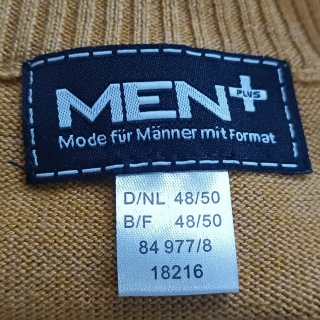 MEN+ PLUS
Mode für Männer mit Format
D/NL 48/50
B/F 48/50
84 977/8
18216